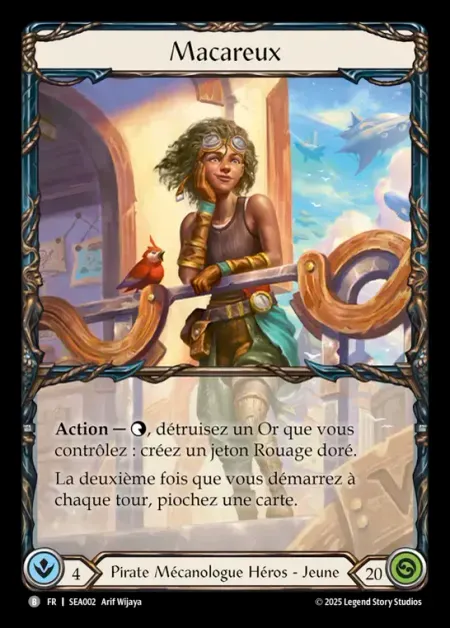 Macareux
Action — , détruisez un Or que vous
contrôlez : créez un jeton Rouage doré.
La deuxième fois que vous démarrez à
chaque tour, piochez une carte.
4
Pirate Mécanologue Héros - Jeune
20
B FR | SEA002 Arif Wijaya
© 2025 Legend Story Studios